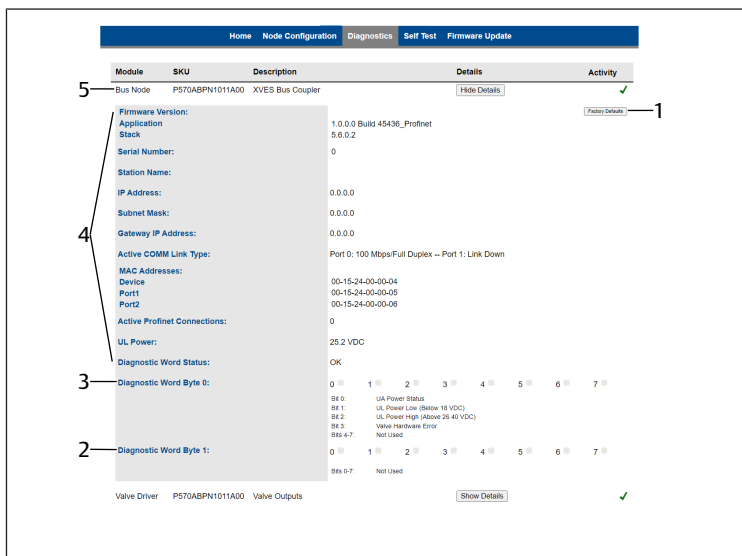 Home Node Configuration Diagnostics Self Test Firmware Update
Module SKU Description Details Activity
5 Bus Node P570ABPN1011A00 XVES Bus Coupler Hide Details
Firmware Version: Factory Defaults 1
Application 1.0.0.0 Build 45436_Profinet
Stack 5.6.0.2
Serial Number: 0
Station Name:
IP Address: 0.0.0.0
Subnet Mask: 0.0.0.0
4 Gateway IP Address: 0.0.0.0
Active COMM Link Type: Port 0: 100 Mbps/Full Duplex -- Port 1: Link Down
MAC Addresses:
Device 00-15-24-00-00-04
Port1 00-15-24-00-00-05
Port2 00-15-24-00-00-06
Active Profinet Connections: 0
UL Power: 25.2 VDC
Diagnostic Word Status: OK
3 Diagnostic Word Byte 0: 0 1 2 3 4 5 6 7
Bit 0: UA Power Status
Bit 1: UL Power Low (Below 18 VDC)
Bit 2: UL Power High (Above 26.40 VDC)
Bit 3: Valve Hardware Error
Bits 4-7: Not Used
2 Diagnostic Word Byte 1: 0 1 2 3 4 5 6 7
Bits 0-7: Not Used
Valve Driver P570ABPN1011A00 Valve Outputs Show Details